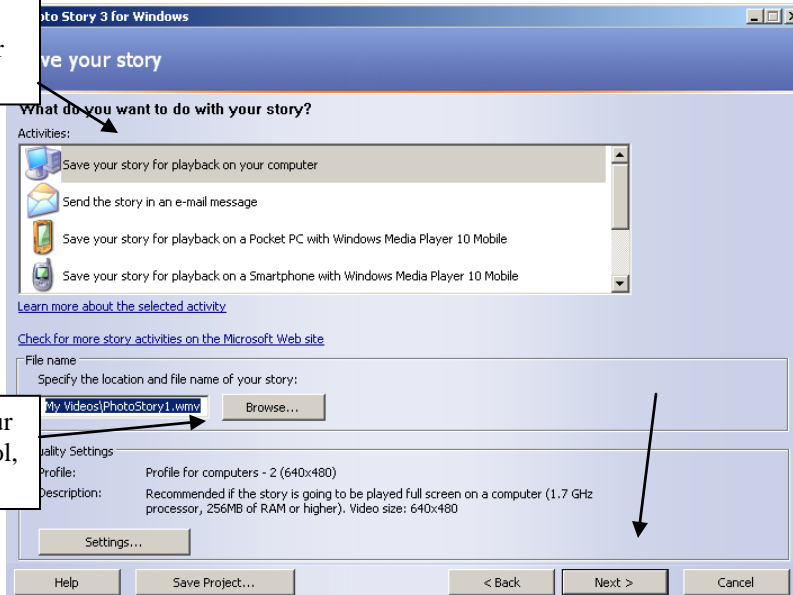 to Story 3 for Windows
r
ve your story
What do you want to do with your story?
Activities:
Save your story for playback on your computer
Send the story in an e-mail message
Save your story for playback on a Pocket PC with Windows Media Player 10 Mobile
Save your story for playback on a Smartphone with Windows Media Player 10 Mobile
Learn more about the selected activity
Check for more story activities on the Microsoft Web site
File name
Specify the location and file name of your story:
My Videos\PhotoStory1.wmv Browse...
ur
ol,
uality Settings
Profile: Profile for computers - 2 (640x480)
Description: Recommended if the story is going to be played full screen on a computer (1.7 GHz
processor, 256MB of RAM or higher). Video size: 640x480
Settings...
Help Save Project... < Back Next > Cancel